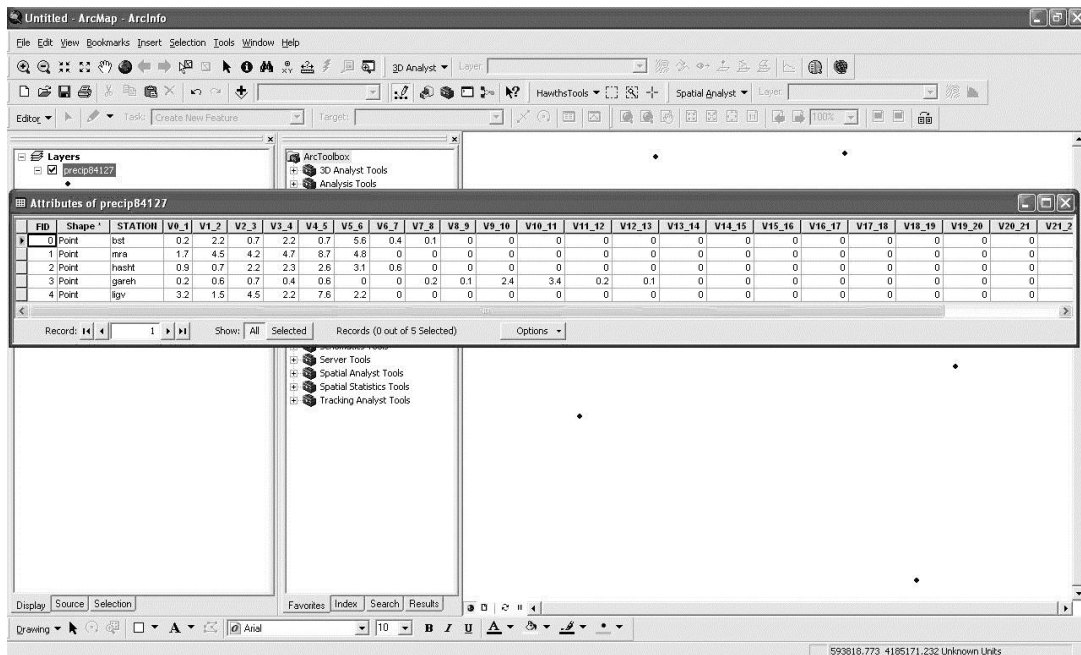 Untitled - ArcMap - ArcInfo
File Edit View Bookmarks Insert Selection Tools Window Help
3D Analyst Layer
HawthsTools Spatial Analyst Layer
Editor Task: Create New Feature Target: 100%
Layers
precip84127
ArcToolbox
3D Analyst Tools
Analysis Tools
Attributes of precip84127
FID Shape * STATION V0_1 V1_2 V2_3 V3_4 V4_5 V5_6 V6_7 V7_8 V8_9 V9_10 V10_11 V11_12 V12_13 V13_14 V14_15 V15_16 V16_17 V17_18 V18_19 V19_20 V20_21 V21_2
0 Point bst 0.2 2.2 0.7 2.2 0.7 5.6 0.4 0.1 0 0 0 0 0 0 0 0 0 0 0 0 0
1 Point mra 1.7 4.5 4.2 4.7 8.7 4.8 0 0 0 0 0 0 0 0 0 0 0 0 0 0 0
2 Point hasht 0.9 0.7 2.2 2.3 2.6 3.1 0.6 0 0 0 0 0 0 0 0 0 0 0 0 0 0
3 Point gareh 0.2 0.6 0.7 0.4 0.6 0 0 0.2 0.1 2.4 3.4 0.2 0.1 0 0 0 0 0 0 0 0
4 Point ligv 3.2 1.5 4.5 2.2 7.6 2.2 0 0 0 0 0 0 0 0 0 0 0 0 0 0 0
Record: 1 Show: All Selected Records (0 out of 5 Selected) Options
Server Tools
Spatial Analyst Tools
Spatial Statistics Tools
Tracking Analyst Tools
Display Source Selection
Favorites Index Search Results
Drawing A Arial 10 B I U A
593818.773 4185171.232 Unknown Units